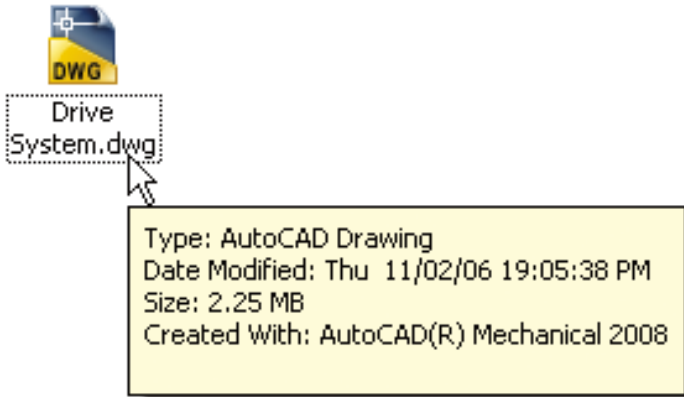 DWG
Drive
System.dwg
Type: AutoCAD Drawing
Date Modified: Thu  11/02/06 19:05:38 PM
Size: 2.25 MB
Created With: AutoCAD(R) Mechanical 2008